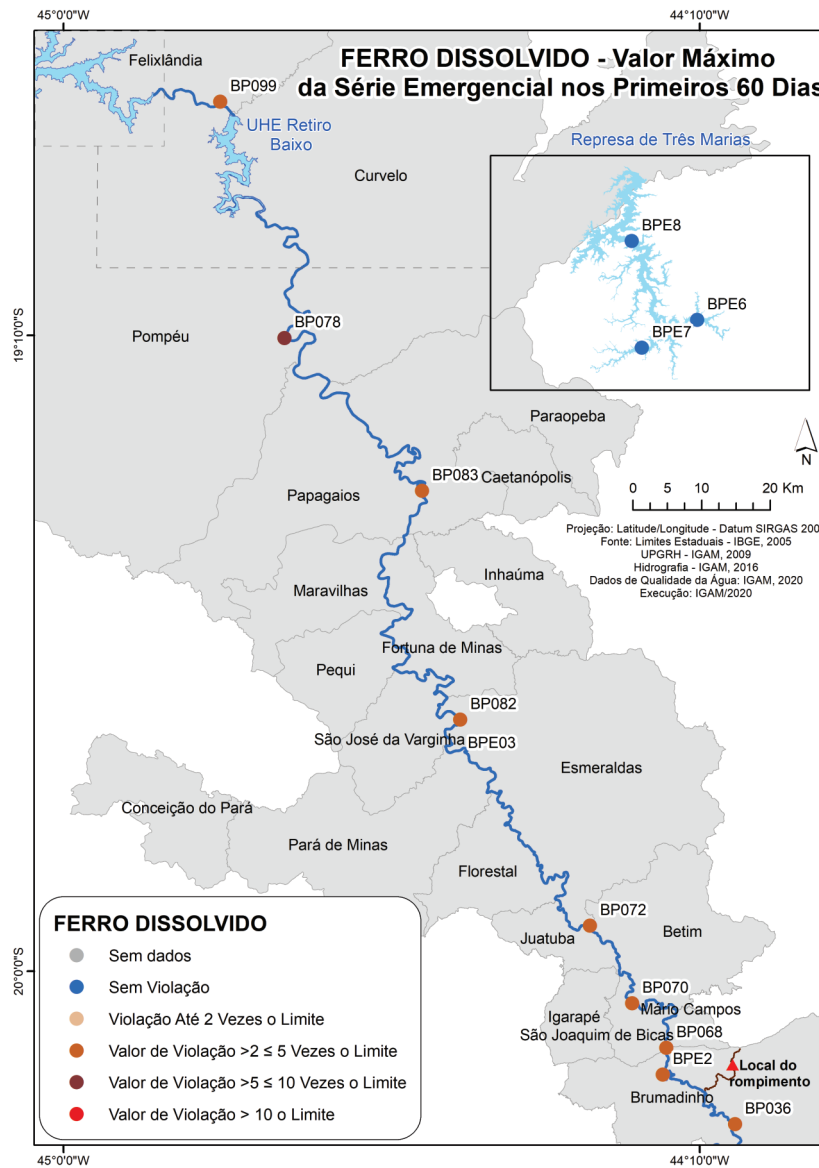 45°0'0"W
44°10'0"W
FERRO DISSOLVIDO - Valor Máximo
da Série Emergencial nos Primeiros 60 Dias
Felixlândia
BP099
UHE Retiro
Baixo
Represa de Três Marias
Curvelo
BPE8
BPE6
BPE7
19°10'0"S
Pompéu
BP078
Paraopeba
N
BP083
Caetanópolis
Papagaios
0 5 10 20 Km
Projeção: Latitude/Longitude - Datum SIRGAS 200
Fonte: Limites Estaduais - IBGE, 2005
UPGRH - IGAM, 2009
Hidrografia - IGAM, 2016
Dados de Qualidade da Água: IGAM, 2020
Execução: IGAM/2020
Inhaúma
Maravilhas
Fortuna de Minas
Pequi
BP082
São José da Varginha
BPE03
Esmeraldas
Conceição do Pará
Pará de Minas
Florestal
BP072
Juatuba
Betim
20°0'0"S
BP070
Mário Campos
Igarapé
São Joaquim de Bicas
BP068
BPE2
Local do
rompimento
Brumadinho
BP036
FERRO DISSOLVIDO
Sem dados
Sem Violação
Violação Até 2 Vezes o Limite
Valor de Violação >2 ≤ 5 Vezes o Limite
Valor de Violação >5 ≤ 10 Vezes o Limite
Valor de Violação > 10 o Limite
45°0'0"W
44°10'0"W